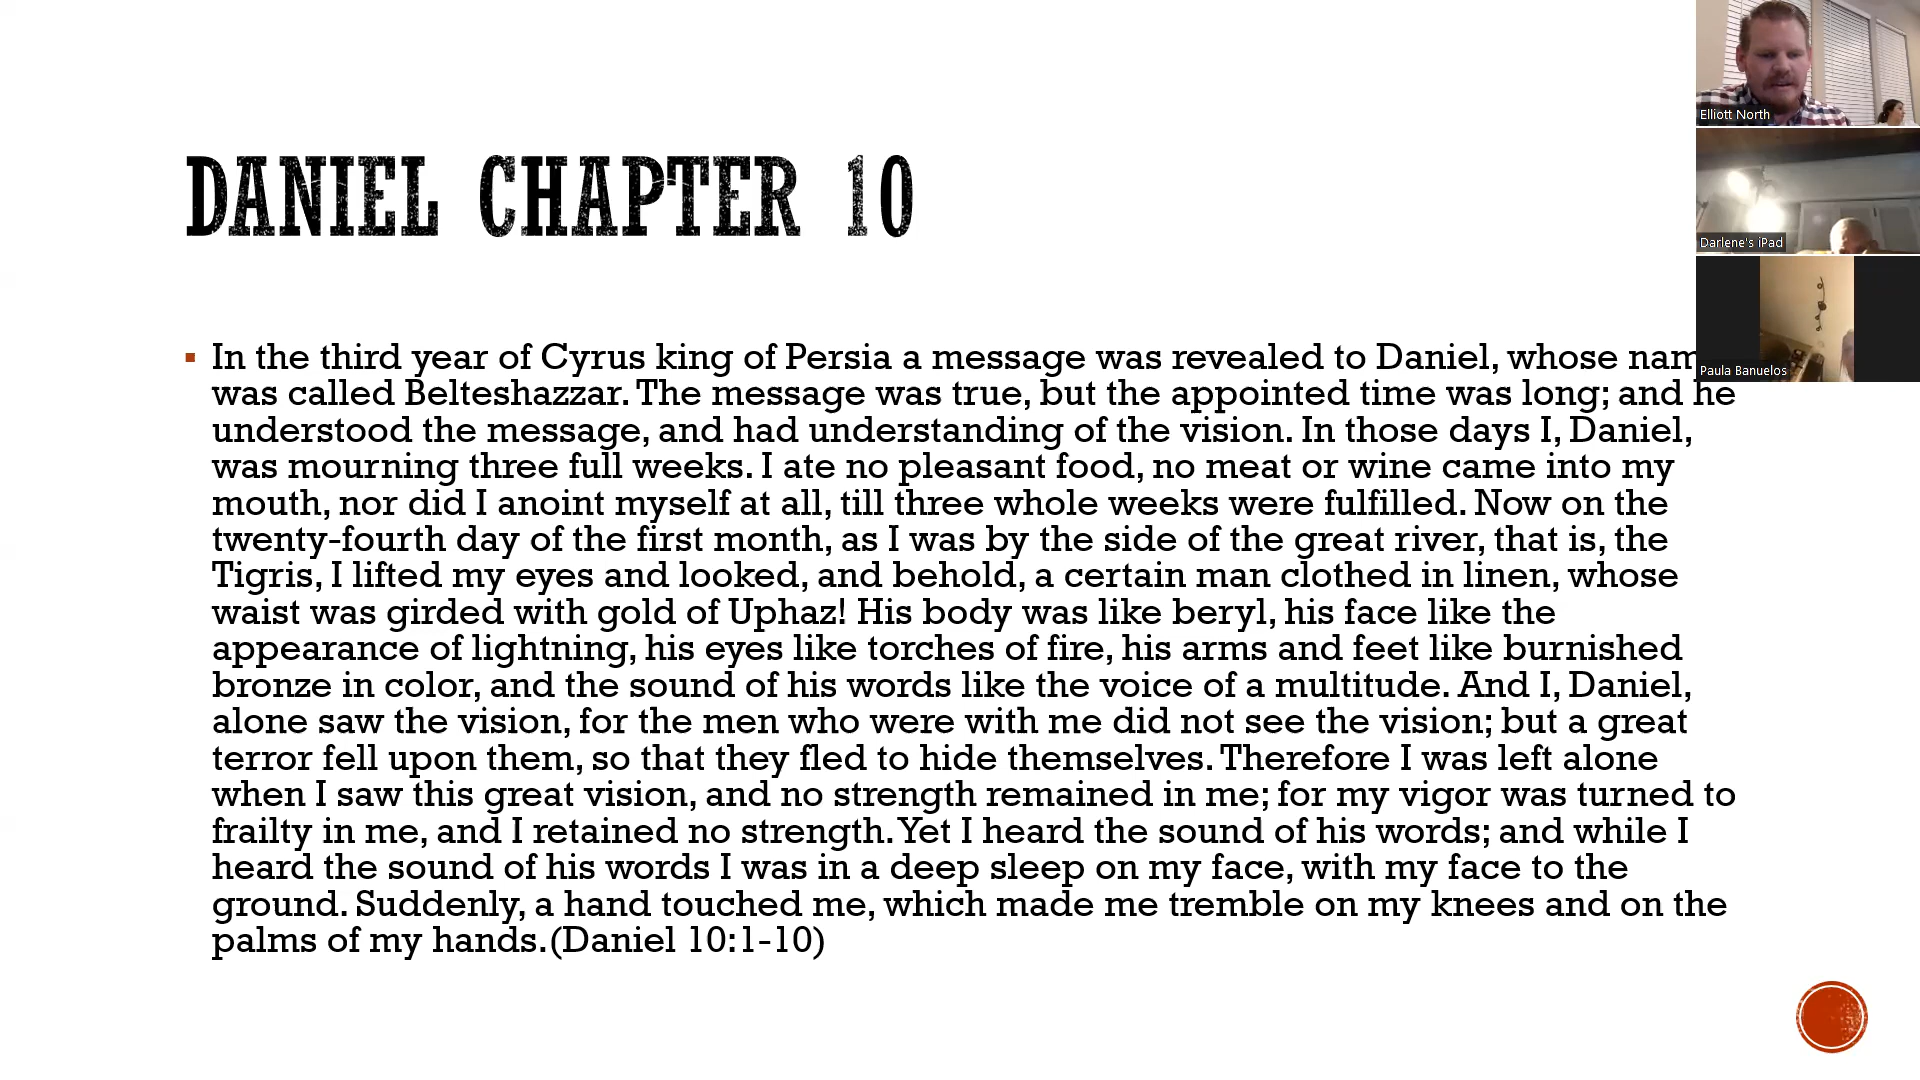 DANIEL CHAPTER 10
In the third year of Cyrus king of Persia a message was revealed to Daniel, whose nam
was called Belteshazzar. The message was true, but the appointed time was long; and he
understood the message, and had understanding of the vision. In those days I, Daniel,
was mourning three full weeks. I ate no pleasant food, no meat or wine came into my
mouth, nor did I anoint myself at all, till three whole weeks were fulfilled. Now on the
twenty-fourth day of the first month, as I was by the side of the great river, that is, the
Tigris, I lifted my eyes and looked, and behold, a certain man clothed in linen, whose
waist was girded with gold of Uphaz! His body was like beryl, his face like the
appearance of lightning, his eyes like torches of fire, his arms and feet like burnished
bronze in color, and the sound of his words like the voice of a multitude. And I, Daniel,
alone saw the vision, for the men who were with me did not see the vision; but a great
terror fell upon them, so that they fled to hide themselves. Therefore I was left alone
when I saw this great vision, and no strength remained in me; for my vigor was turned to
frailty in me, and I retained no strength. Yet I heard the sound of his words; and while I
heard the sound of his words I was in a deep sleep on my face, with my face to the
ground. Suddenly, a hand touched me, which made me tremble on my knees and on the
palms of my hands.(Daniel 10:1-10)
Elliott North
Darlene's iPad
Paula Banuelos